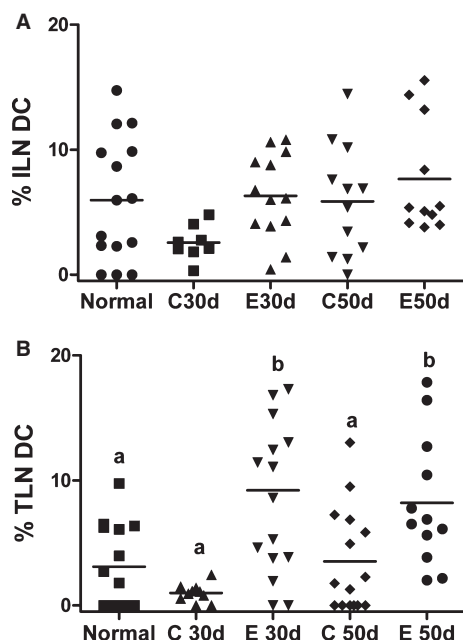 A
20
10
0
% ILN DC
Normal C30d E30d C50d E50d
B
20
10
0
% TLN DC
a a b a b
Normal C 30d E 30d C 50d E 50d